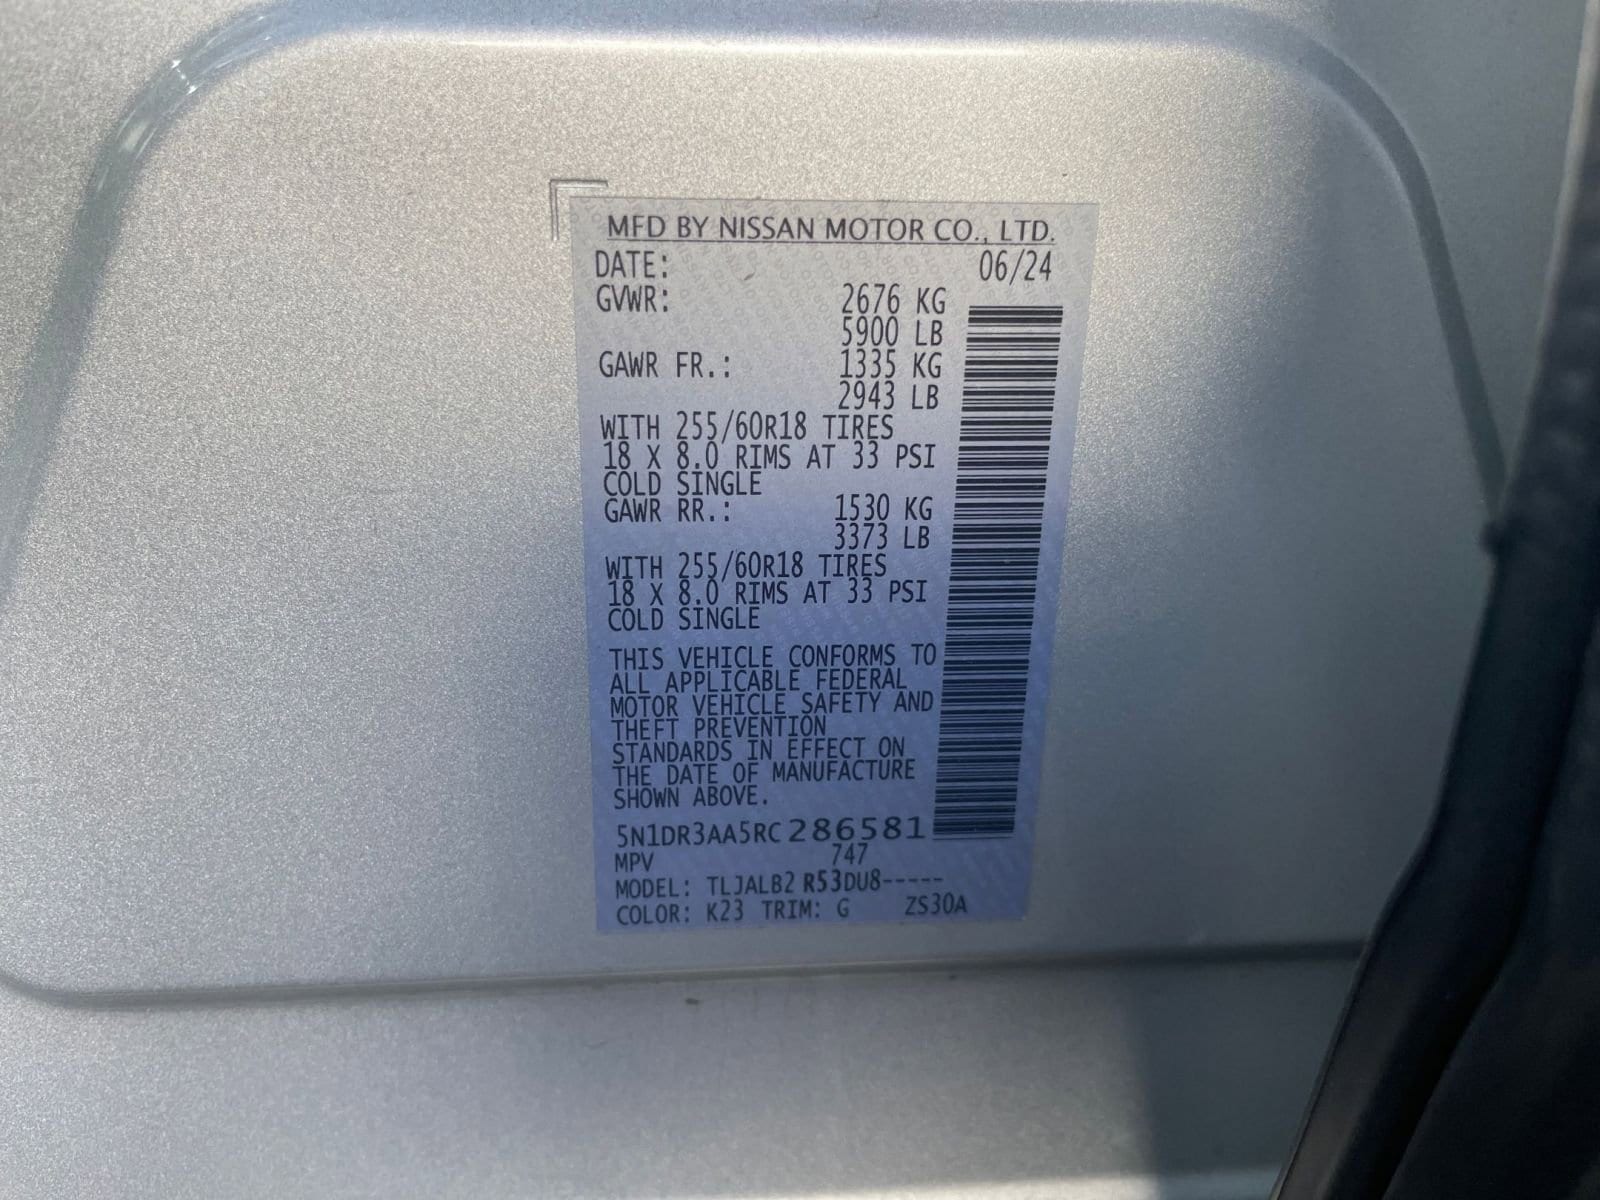 MFD BY NISSAN MOTOR CO., LTD.
DATE: 06/24
GVWR: 2676 KG
5900 LB
GAWR FR.: 1335 KG
2943 LB
WITH 255/60R18 TIRES
18 X 8.0 RIMS AT 33 PSI
COLD SINGLE
GAWR RR.: 1530 KG
3373 LB
WITH 255/60R18 TIRES
18 X 8.0 RIMS AT 33 PSI
COLD SINGLE
THIS VEHICLE CONFORMS TO
ALL APPLICABLE FEDERAL
MOTOR VEHICLE SAFETY AND
THEFT PREVENTION
STANDARDS IN EFFECT ON
THE DATE OF MANUFACTURE
SHOWN ABOVE.
5N1DR3AA5RC286581
MPV 747
MODEL: TLJALB2 R53DU8-----
COLOR: K23 TRIM: G ZS30A